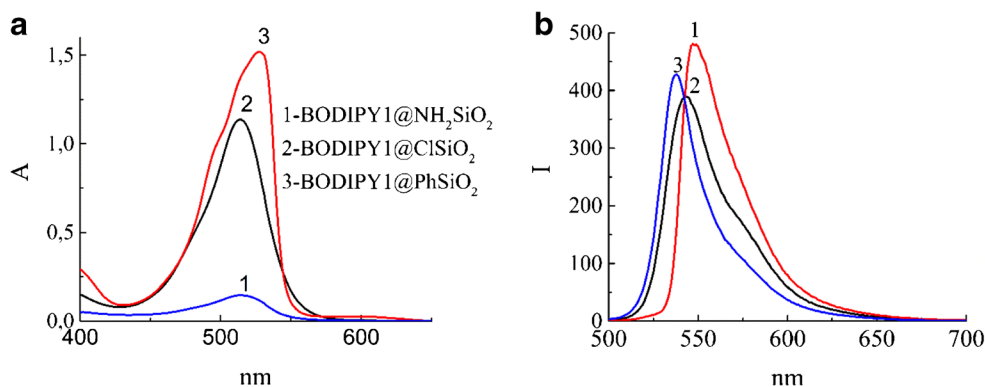 a
A
1,5
1,0
0,5
0,0
400
500
600
nm
1
2
3
1-BODIPY1@NH₂SiO₂
2-BODIPY1@ClSiO₂
3-BODIPY1@PhSiO₂
b
I
500
400
300
200
100
0
500
550
600
650
700
nm
1
3
2